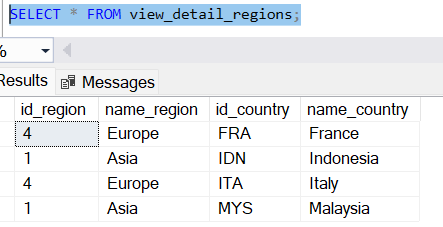 SELECT * FROM view_detail_regions;
%
Results Messages
id_region name_region id_country name_country
4 Europe FRA France
1 Asia IDN Indonesia
4 Europe ITA Italy
1 Asia MYS Malaysia